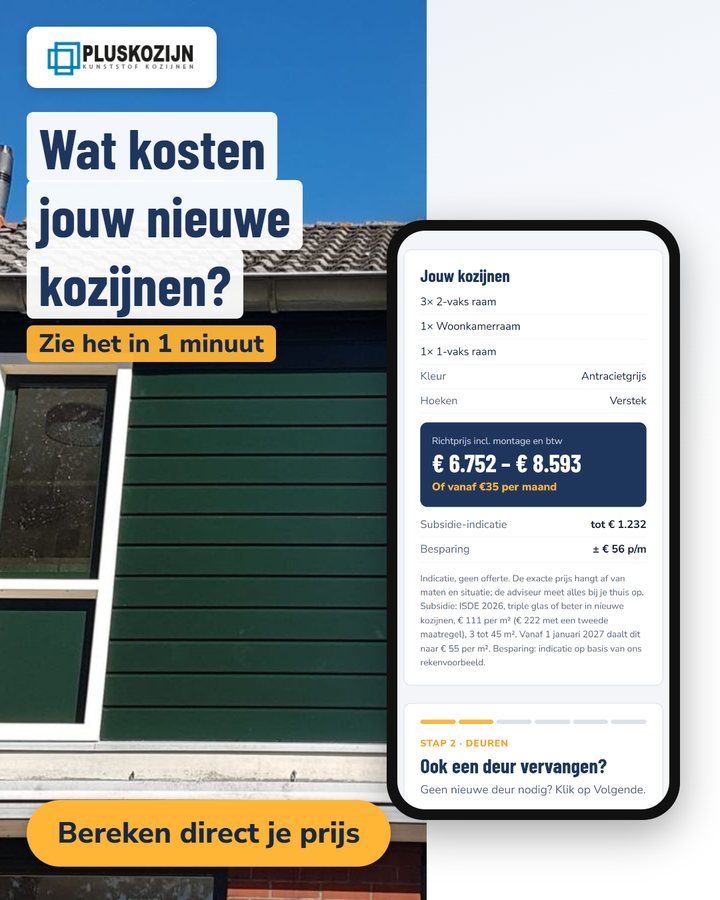 PLUSKOZIJN
KUNSTSTOF KOZIJNEN
Wat kosten
jouw nieuwe
kozijnen?
Zie het in 1 minuut
Jouw kozijnen
3× 2-vaks raam
1× Woonkamerraam
1× 1-vaks raam
Kleur Antracietgrijs
Hoeken Verstek
Richtprijs incl. montage en btw
€ 6.752 – € 8.593
Of vanaf €35 per maand
Subsidie-indicatie tot € 1.232
Besparing ± € 56 p/m
Indicatie, geen offerte. De exacte prijs hangt af van
maten en situatie; de adviseur meet alles bij je thuis op.
Subsidie: ISDE 2026, triple glas of beter in nieuwe
kozijnen, € 111 per m² (€ 222 met een tweede
maatregel), 3 tot 45 m². Vanaf 1 januari 2027 daalt dit
naar € 55 per m². Besparing: indicatie op basis van ons
rekenvoorbeeld.
STAP 2 · DEUREN
Ook een deur vervangen?
Geen nieuwe deur nodig? Klik op Volgende.
Bereken direct je prijs